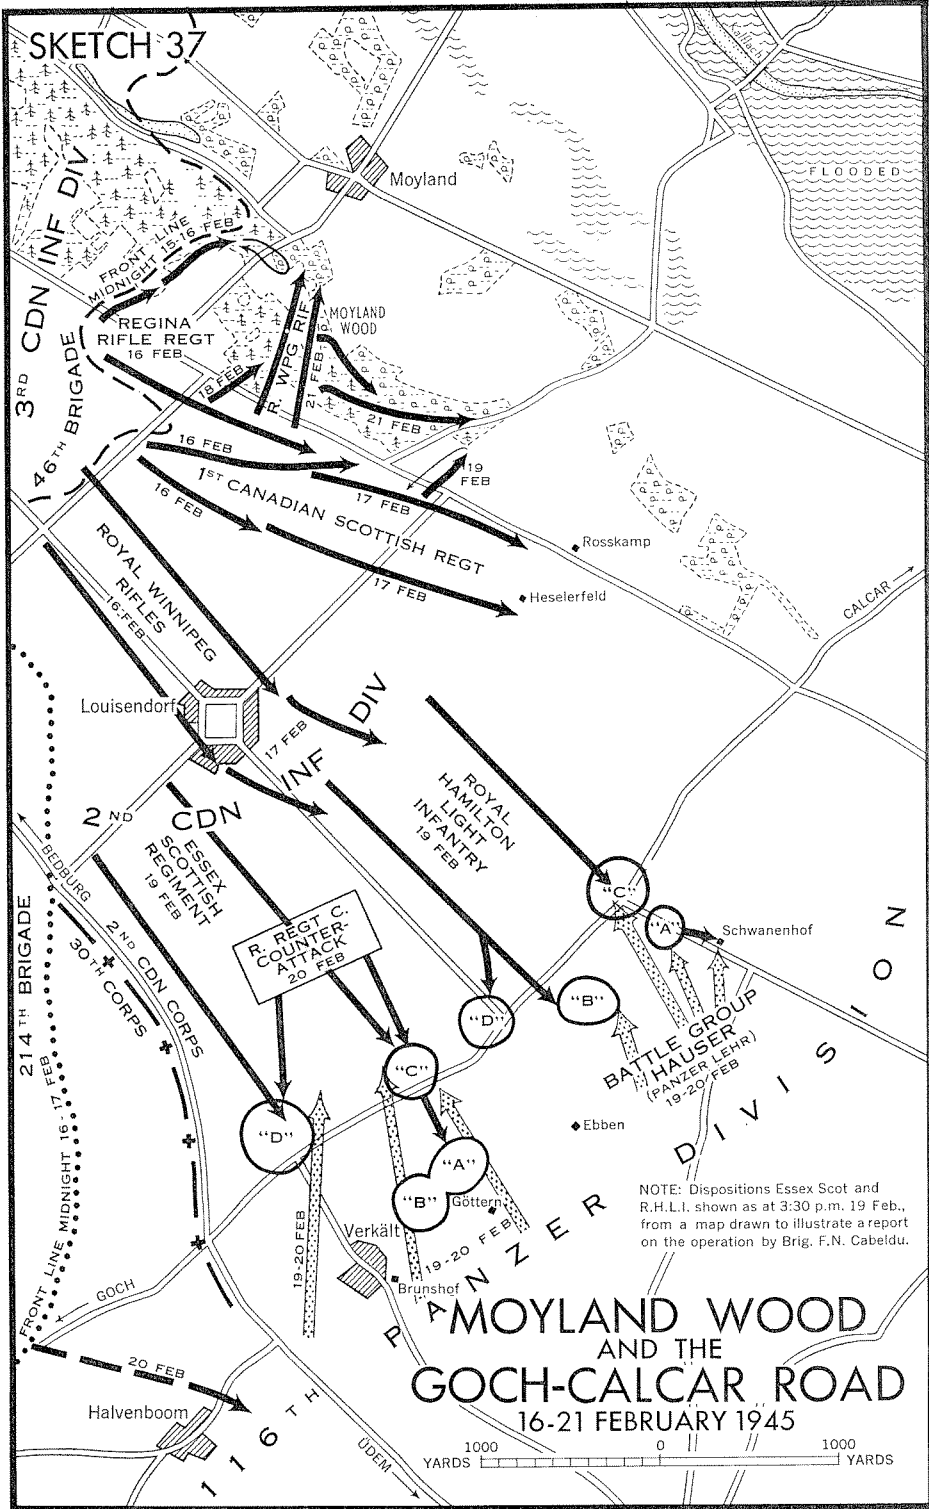 SKETCH 37
Kalflach
Moyland
FLOODED
3RD CDN INF DIV
FRONT LINE
MIDNIGHT 15-16 FEB
REGINA
RIFLE REGT
16 FEB
46TH BRIGADE
MOYLAND
WOOD
R. WPG RIF
18 FEB
21 FEB
21 FEB
19
FEB
16 FEB
1ST CANADIAN SCOTTISH REGT
17 FEB
16 FEB
17 FEB
Rosskamp
Heselerfeld
CALCAR
ROYAL WINNIPEG
RIFLES
16-FEB
Louisendorf
17 FEB
2ND CDN INF DIV
ROYAL
HAMILTON
LIGHT
INFANTRY
19 FEB
ESSEX
SCOTTISH
REGIMENT
19 FEB
BEDBURG
2ND CDN CORPS
30TH CORPS
214TH BRIGADE
FRONT LINE MIDNIGHT 16-17 FEB
R. REGT C.
COUNTER-
ATTACK
20 FEB
"C"
"A"
Schwanenhof
"B"
"D"
"C"
"D"
"A"
"B"
BATTLE GROUP
HAUSER
(PANZER LEHR)
19-20 FEB
Ebben
Göttern
19-20 FEB
19-20 FEB
Verkält
Brunshof
116TH PANZER DIVISION
NOTE: Dispositions Essex Scot and
R.H.L.I. shown as at 3:30 p.m. 19 Feb.,
from a map drawn to illustrate a report
on the operation by Brig. F.N. Cabeldu.
GOCH
20 FEB
Halvenboom
ÜDEM
MOYLAND WOOD
AND THE
GOCH-CALCAR ROAD
16-21 FEBRUARY 1945
1000 0 1000
YARDS YARDS